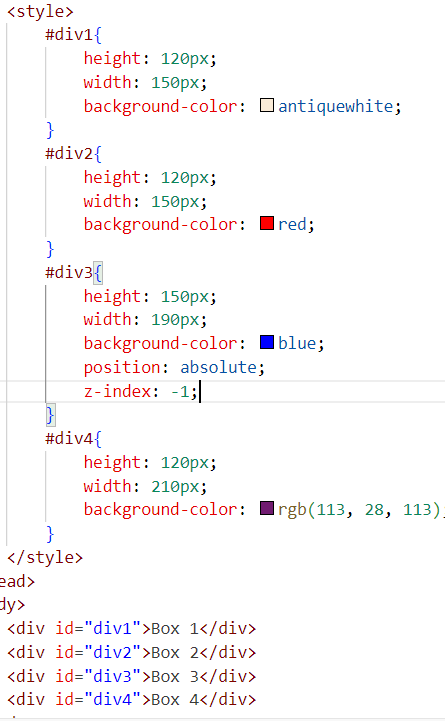 <style>
#div1{
height: 120px;
width: 150px;
background-color: antiquewhite;
}
#div2{
height: 120px;
width: 150px;
background-color: red;
}
#div3{
height: 150px;
width: 190px;
background-color: blue;
position: absolute;
z-index: -1;
}
#div4{
height: 120px;
width: 210px;
background-color: rgb(113, 28, 113)
}
</style>
ead>
dy>
<div id="div1">Box 1</div>
<div id="div2">Box 2</div>
<div id="div3">Box 3</div>
<div id="div4">Box 4</div>